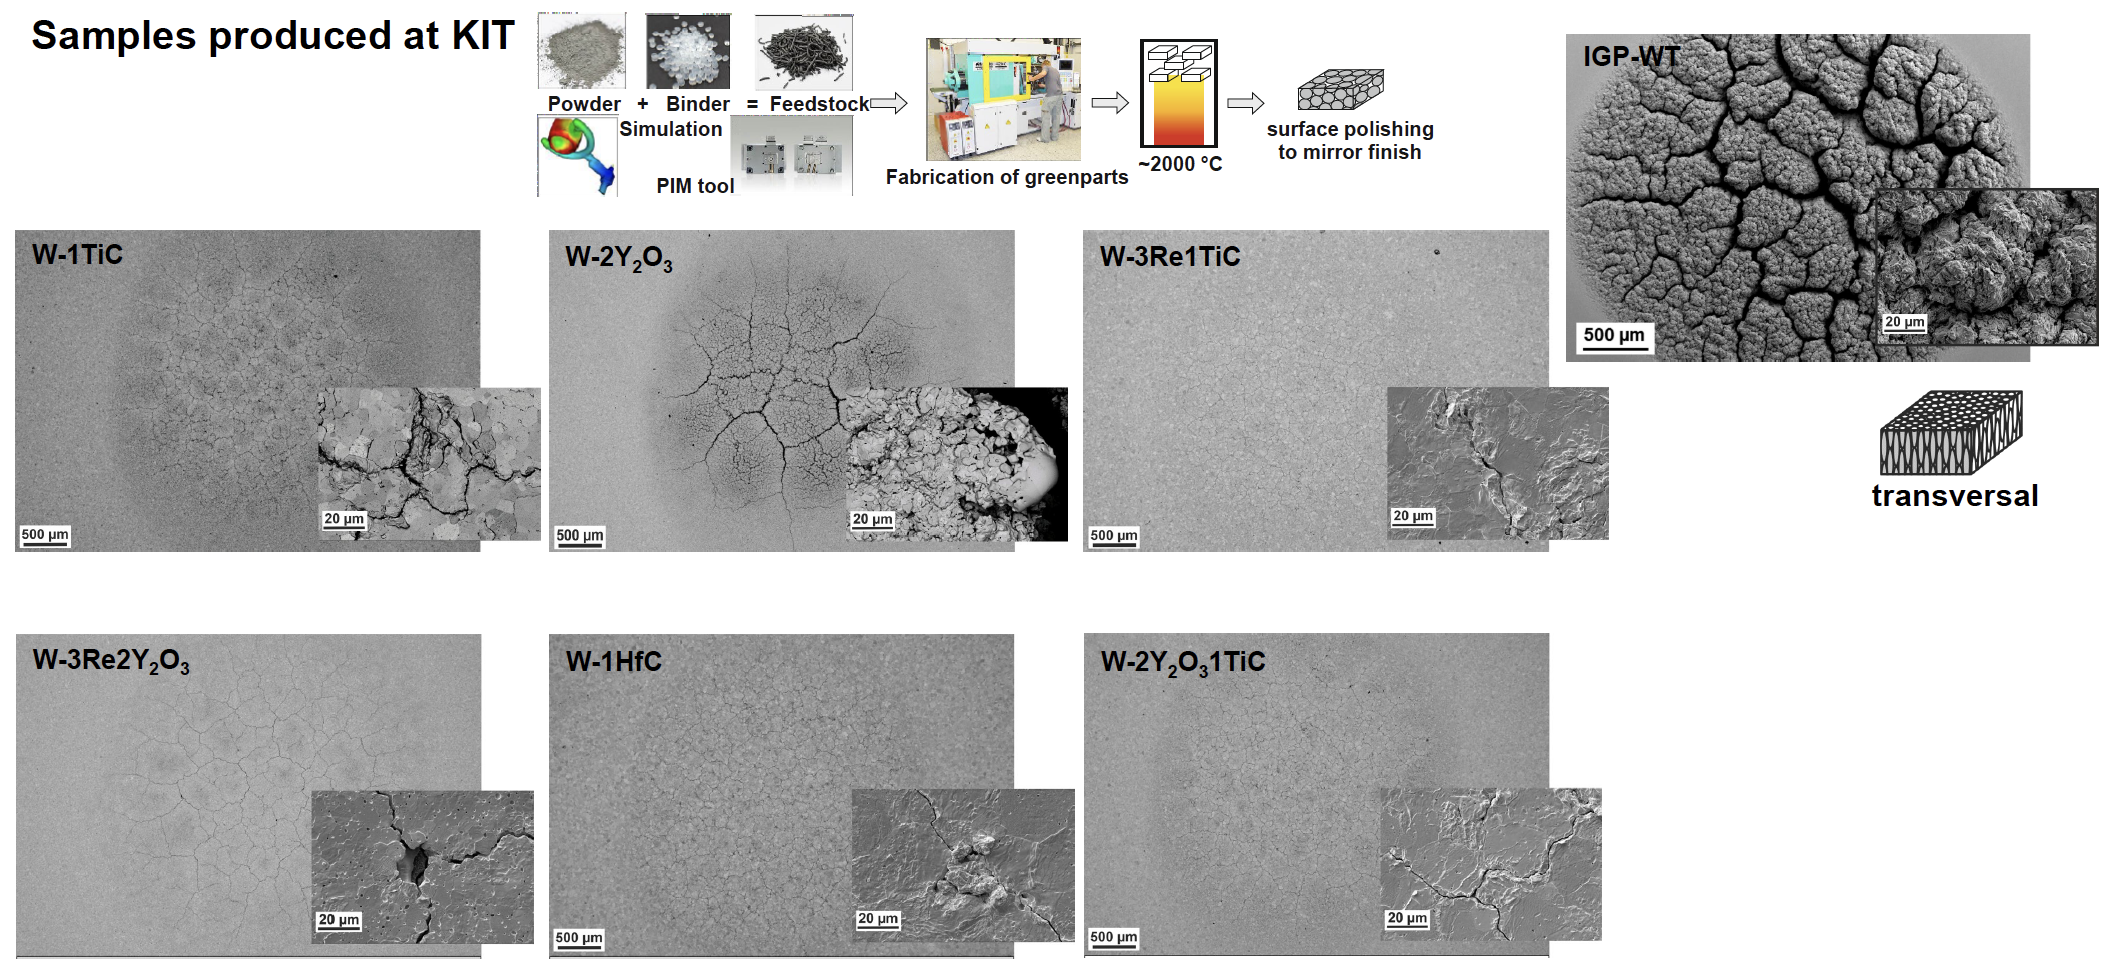 Samples produced at KIT
Powder + Binder = Feedstock
Simulation
PIM tool
Fabrication of greenparts
~2000 °C
surface polishing
to mirror finish
IGP-WT
500 µm
20 µm
transversal
W-1TiC
500 µm
20 µm
W-2Y₂O₃
500 µm
20 µm
W-3Re1TiC
500 µm
20 µm
W-3Re2Y₂O₃
20 µm
W-1HfC
500 µm
20 µm
W-2Y₂O₃1TiC
500 µm
20 µm